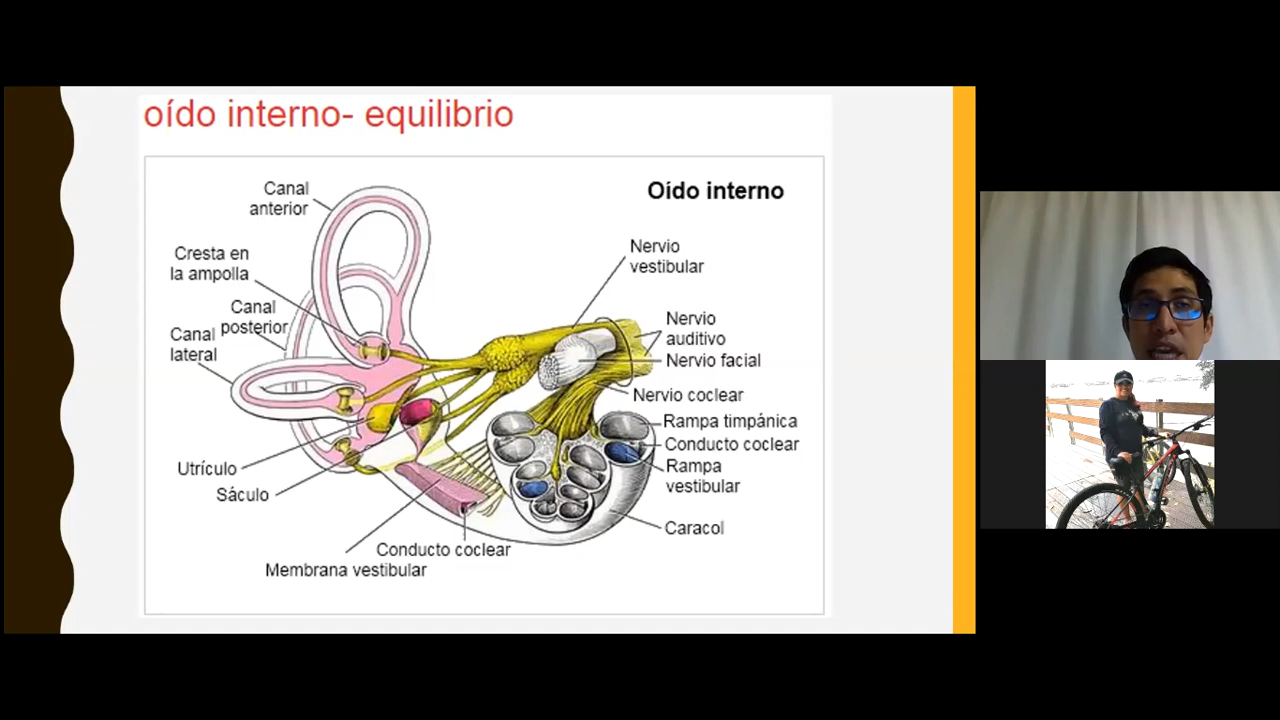 oído interno- equilibrio
Oído interno
Canal
anterior
Cresta en
la ampolla
Canal
posterior
Canal
lateral
Utrículo
Sáculo
Conducto coclear
Membrana vestibular
Nervio
vestibular
Nervio
auditivo
Nervio facial
Nervio coclear
Rampa timpánica
Conducto coclear
Rampa
vestibular
Caracol